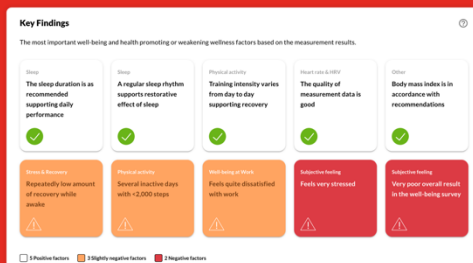 Key Findings
The most important well-being and health promoting or weakening wellness factors based on the measurement results.
Sleep
The sleep duration is as
recommended
supporting daily
performance
Sleep
A regular sleep rhythm
supports restorative
effect of sleep
Physical activity
Training intensity varies
from day to day
supporting recovery
Heart rate & HRV
The quality of
measurement data is
good
Other
Body mass index is in
accordance with
recommendations
Stress & Recovery
Repeatedly low amount
of recovery while
awake
Physical activity
Several inactive days
with <2,000 steps
Well-being at Work
Feels quite dissatisfied
with work
Subjective feeling
Feels very stressed
Subjective feeling
Very poor overall result
in the well-being survey
5 Positive factors
3 Slightly negative factors
2 Negative factors